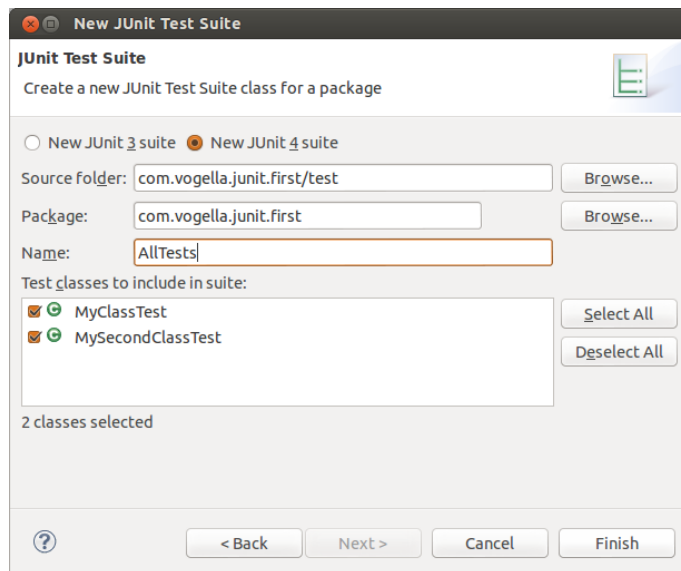 New JUnit Test Suite
JUnit Test Suite
Create a new JUnit Test Suite class for a package
New JUnit 3 suite New JUnit 4 suite
Source folder: com.vogella.junit.first/test Browse...
Package: com.vogella.junit.first Browse...
Name: AllTests
Test classes to include in suite:
MyClassTest Select All
MySecondClassTest Deselect All
2 classes selected
? < Back Next > Cancel Finish